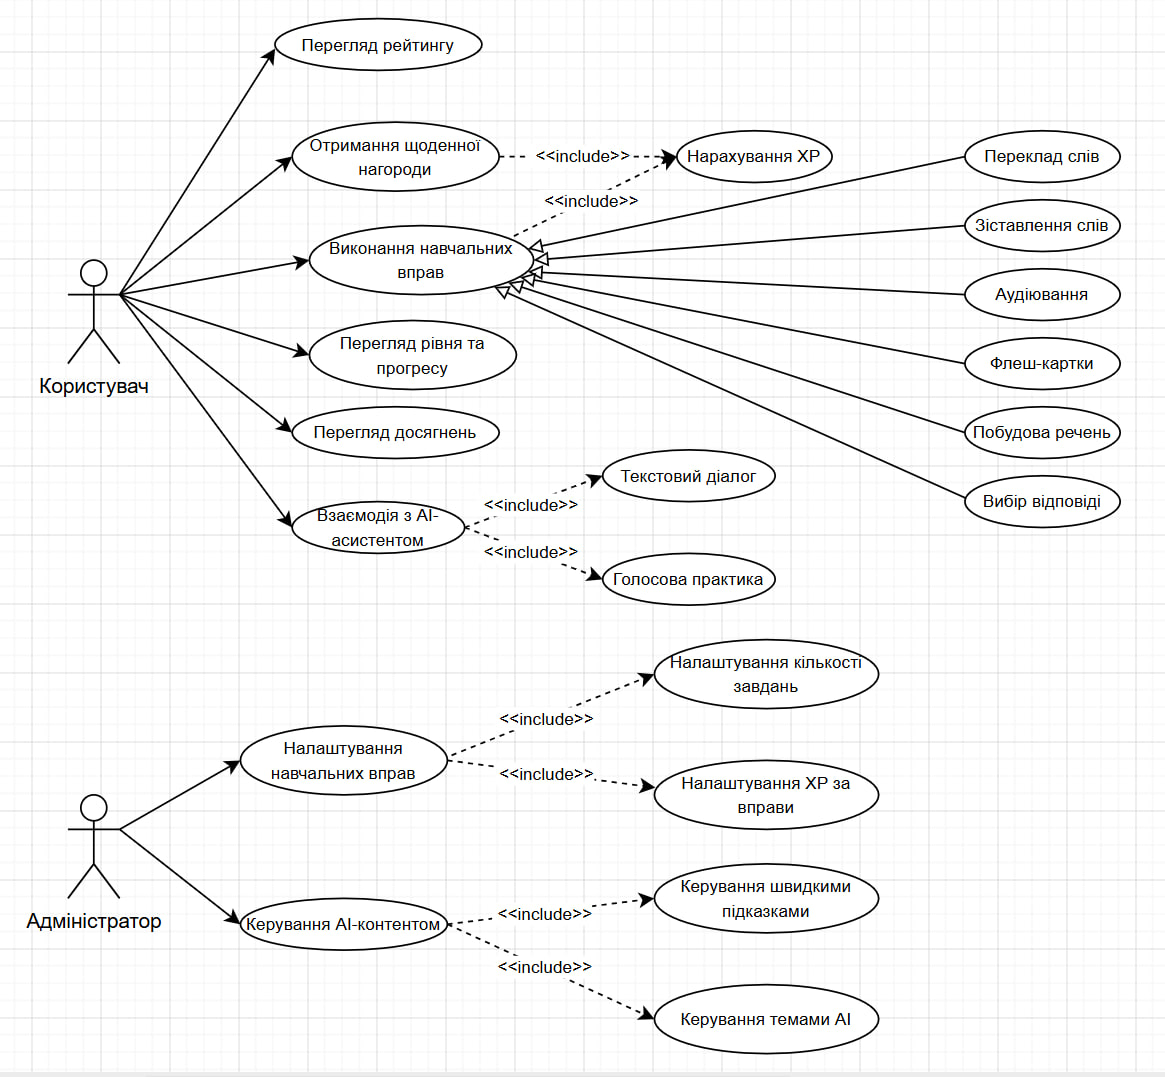 Перегляд рейтингу
Отримання щоденної
нагороди
<<include>>
Нарахування XP
<<include>>
Виконання навчальних
вправ
Переклад слів
Зіставлення слів
Аудіювання
Флеш-картки
Побудова речень
Вибір відповіді
Користувач
Перегляд рівня та
прогресу
Перегляд досягнень
Взаємодія з AI-
асистентом
<<include>>
<<include>>
Текстовий діалог
Голосова практика
Налаштування
навчальних вправ
<<include>>
<<include>>
Налаштування кількості
завдань
Налаштування XP за
вправи
Адміністратор
Керування AI-контентом
<<include>>
<<include>>
Керування швидкими
підказками
Керування темами AI